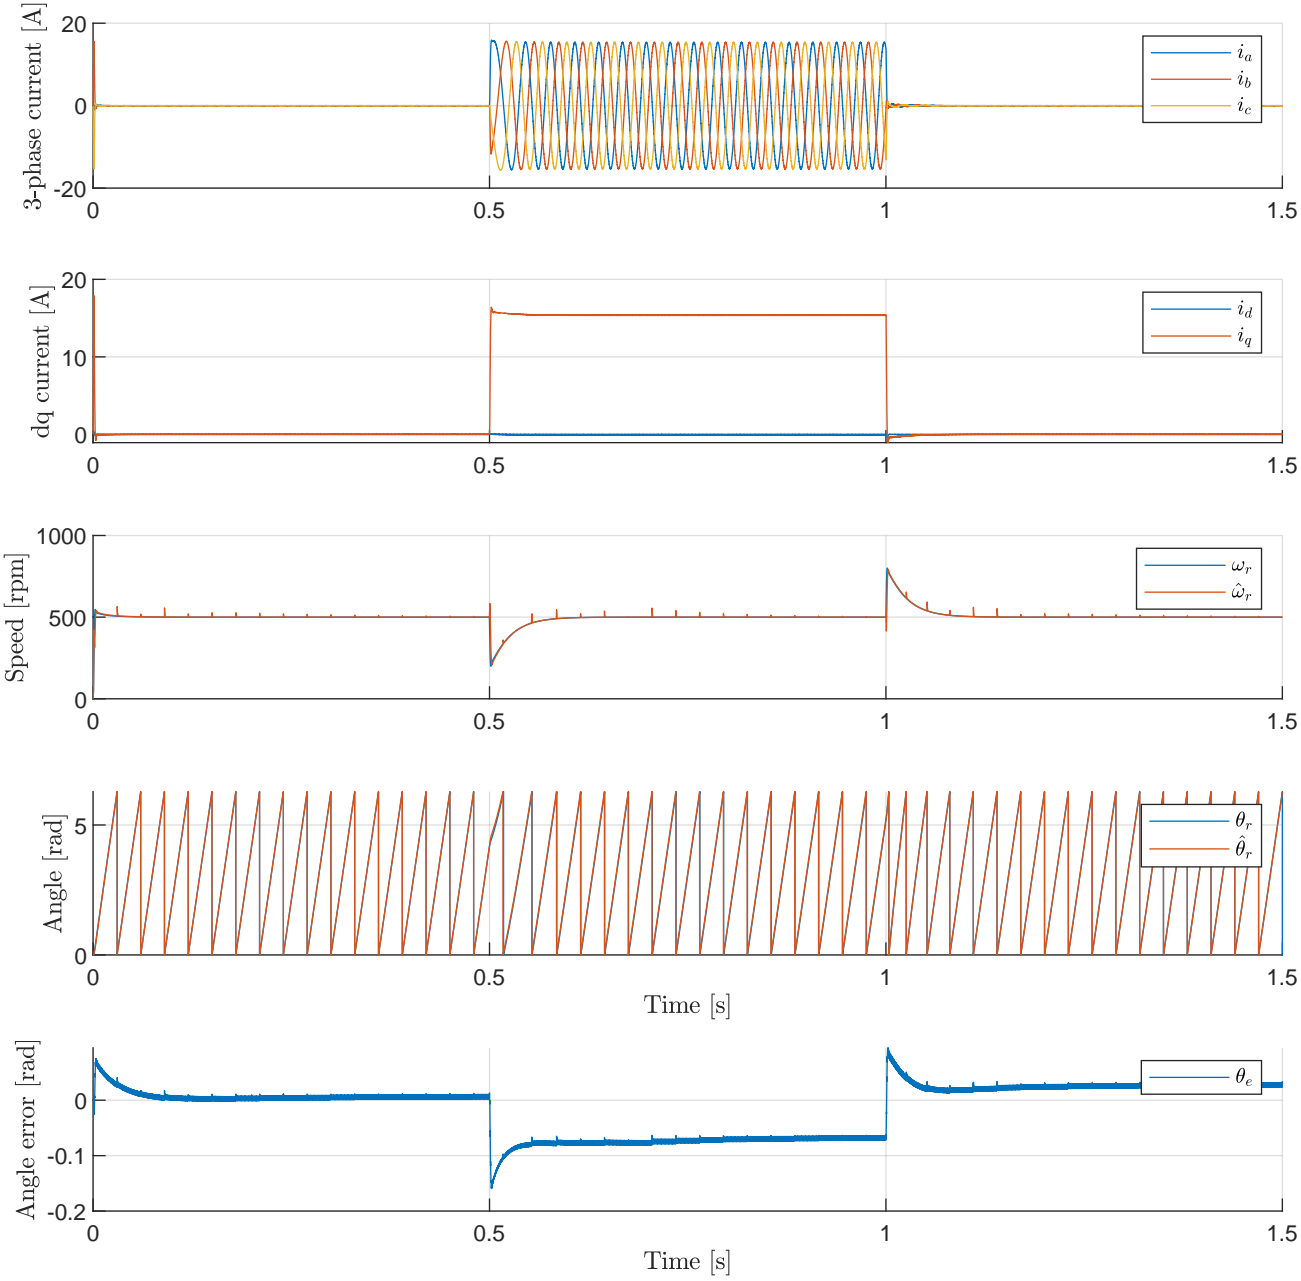 3-phase current [A]
20
0
-20
0
0.5
1
1.5
i_a
i_b
i_c
dq current [A]
20
10
0
0
0.5
1
1.5
i_d
i_q
Speed [rpm]
1000
500
0
0
0.5
1
1.5
ω_r
ω̂_r
Angle [rad]
5
0
0
0.5
1
1.5
θ_r
θ̂_r
Time [s]
Angle error [rad]
0
-0.1
-0.2
0
0.5
1
1.5
θ_e
Time [s]